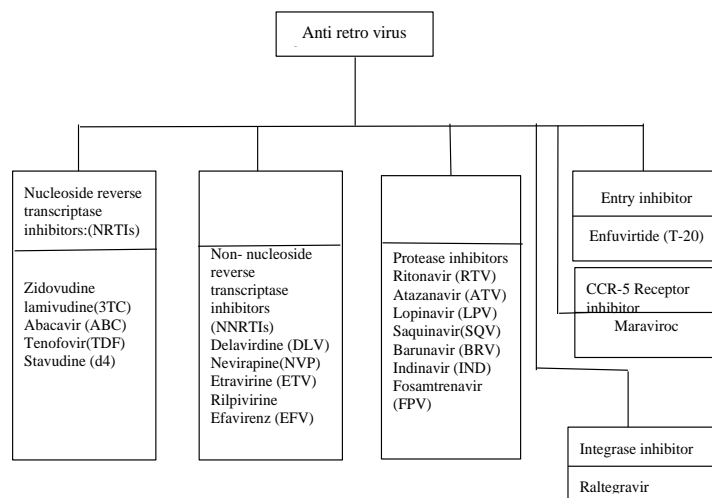 Anti retro virus
Nucleoside reverse
transcriptase
inhibitors:(NRTIs)
Zidovudine
lamivudine(3TC)
Abacavir (ABC)
Tenofovir(TDF)
Stavudine (d4)
Non- nucleoside
reverse
transcriptase
inhibitors
(NNRTIs)
Delavirdine (DLV)
Nevirapine(NVP)
Etravirine (ETV)
Rilpivirine
Efavirenz (EFV)
Protease inhibitors
Ritonavir (RTV)
Atazanavir (ATV)
Lopinavir (LPV)
Saquinavir(SQV)
Barunavir (BRV)
Indinavir (IND)
Fosamtrenavir
(FPV)
Entry inhibitor
Enfuvirtide (T-20)
CCR-5 Receptor
inhibitor
Maraviroc
Integrase inhibitor
Raltegravir